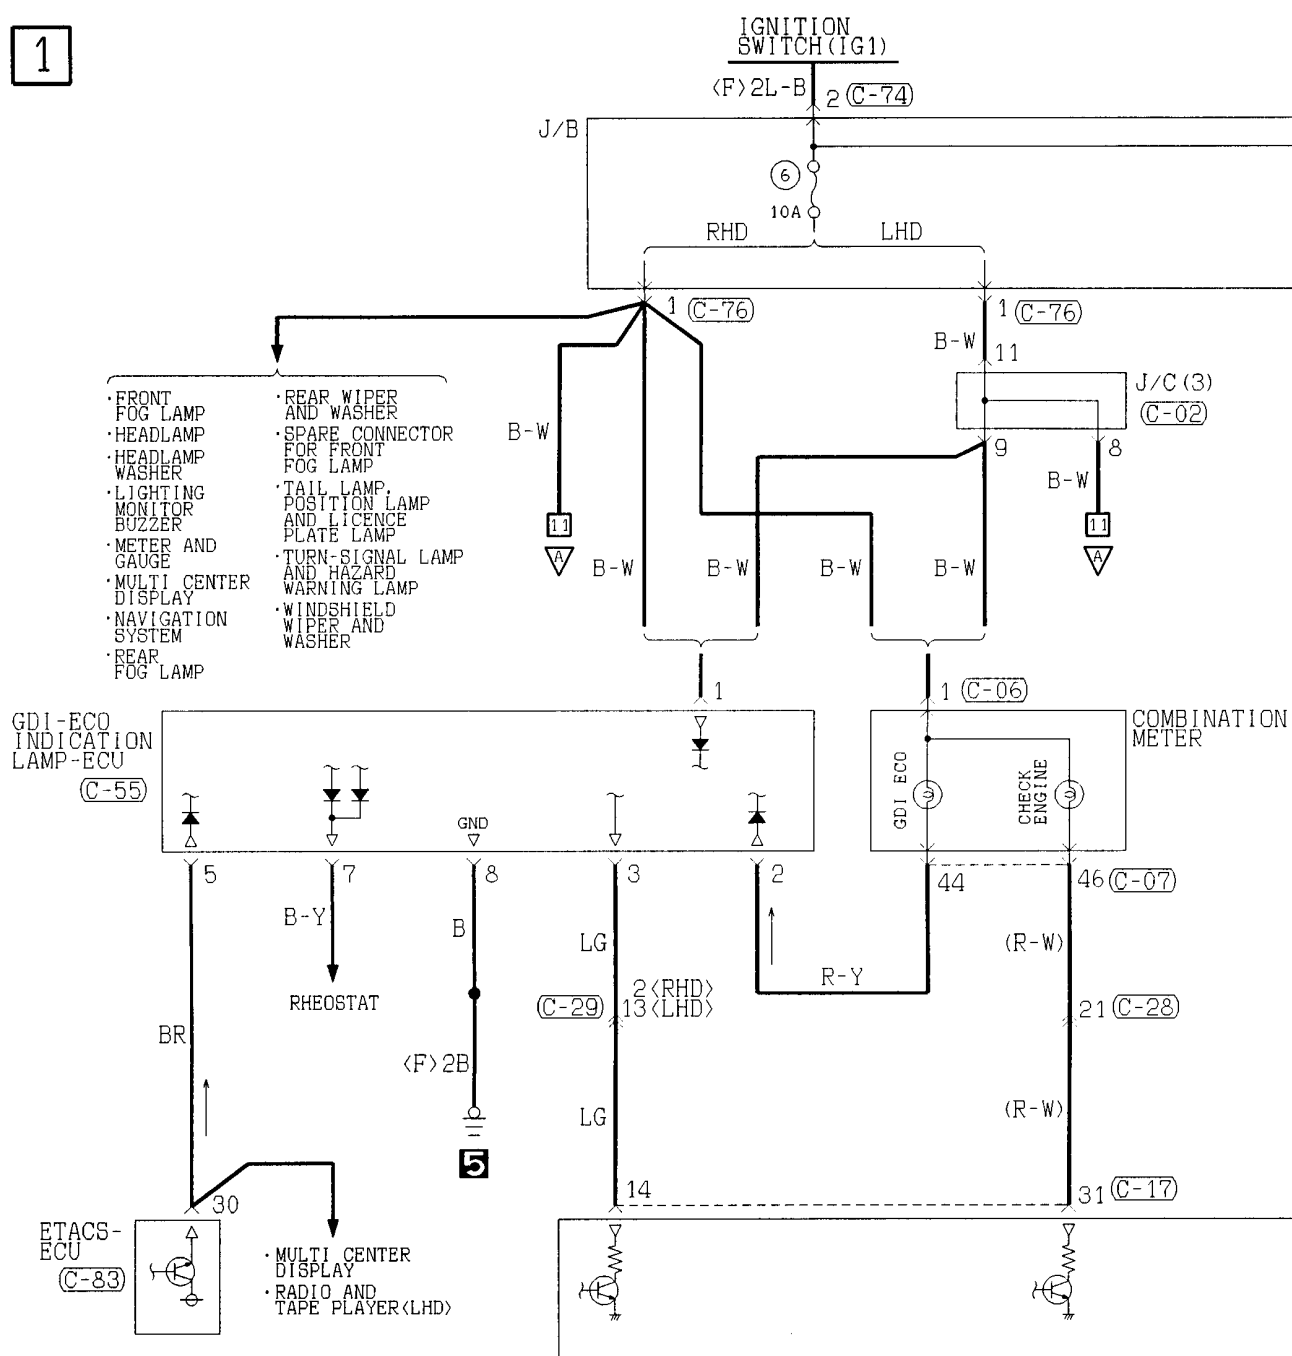 1
IGNITION
SWITCH(IG1)
<F>2L-B
2 (C-74)
J/B
6
10A
RHD
LHD
1 (C-76)
1 (C-76)
B-W
11
J/C(3)
(C-02)
9
8
B-W
B-W
11
A
11
A
·FRONT
FOG LAMP
·HEADLAMP
·HEADLAMP
WASHER
·LIGHTING
MONITOR
BUZZER
·METER AND
GAUGE
·MULTI CENTER
DISPLAY
·NAVIGATION
SYSTEM
·REAR
FOG LAMP
·REAR WIPER
AND WASHER
·SPARE CONNECTOR
FOR FRONT
FOG LAMP
·TAIL LAMP,
POSITION LAMP
AND LICENCE
PLATE LAMP
·TURN-SIGNAL LAMP
AND HAZARD
WARNING LAMP
·WINDSHIELD
WIPER AND
WASHER
B-W
B-W
B-W
B-W
1
1 (C-06)
GDI-ECO
INDICATION
LAMP-ECU
(C-55)
COMBINATION
METER
GDI ECO
CHECK
ENGINE
GND
5
7
8
3
2
44
46 (C-07)
B-Y
B
LG
R-Y
(R-W)
RHEOSTAT
(C-29)
2<RHD>
13<LHD>
21 (C-28)
BR
<F>2B
LG
(R-W)
5
14
31 (C-17)
30
ETACS-
ECU
(C-83)
·MULTI CENTER
DISPLAY
·RADIO AND
TAPE PLAYER<LHD>